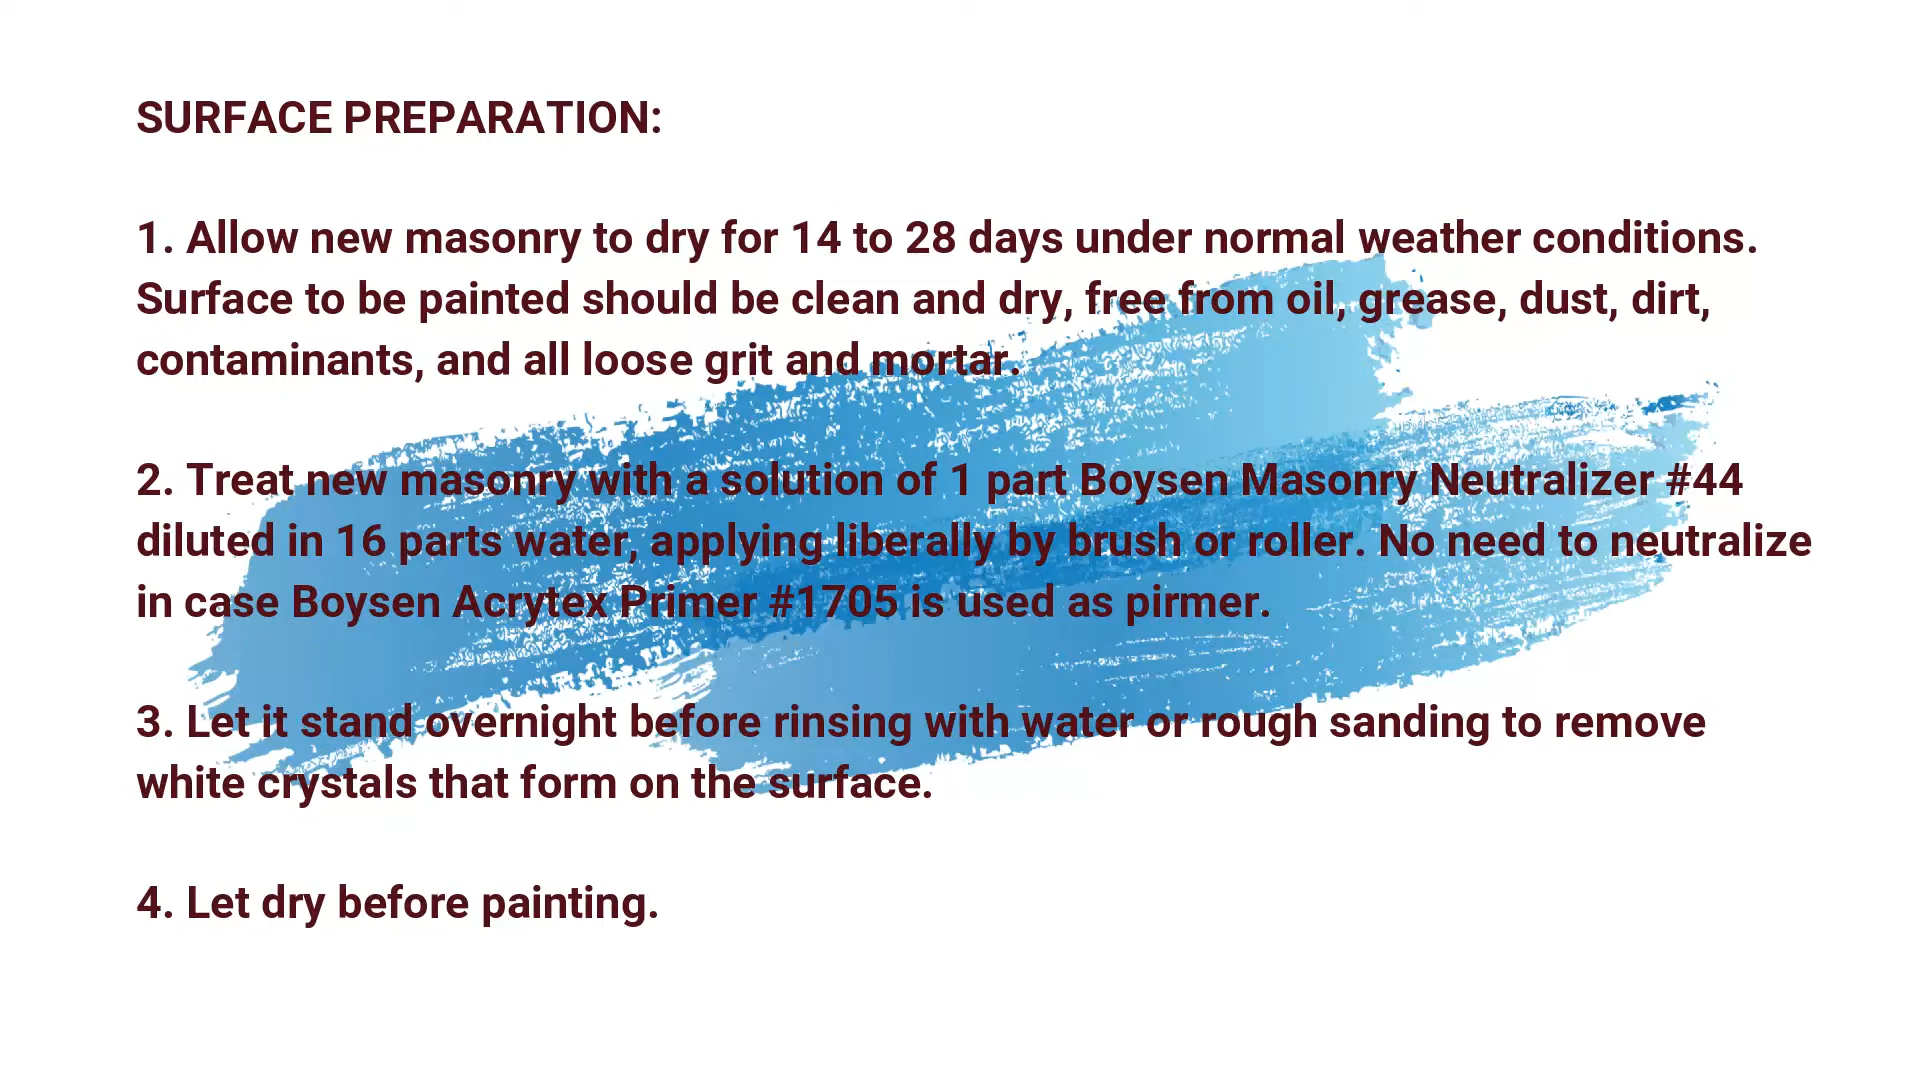 SURFACE PREPARATION:
1. Allow new masonry to dry for 14 to 28 days under normal weather conditions.
Surface to be painted should be clean and dry, free from oil, grease, dust, dirt,
contaminants, and all loose grit and mortar.
2. Treat new masonry with a solution of 1 part Boysen Masonry Neutralizer #44
diluted in 16 parts water, applying liberally by brush or roller. No need to neutralize
in case Boysen Acrytex Primer #1705 is used as pirmer.
3. Let it stand overnight before rinsing with water or rough sanding to remove
white crystals that form on the surface.
4. Let dry before painting.